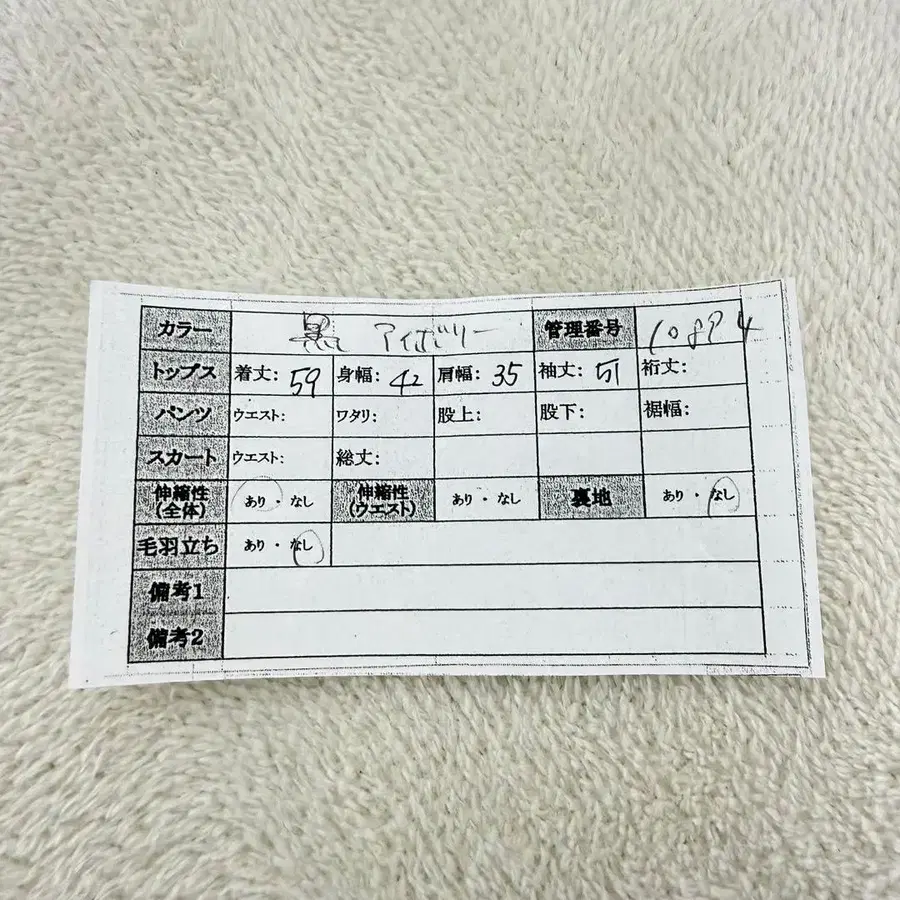 カラー 黒 アイボリー 管理番号 10894
トップス 着丈: 59 身幅: 42 肩幅: 35 袖丈: 51 裄丈:
パンツ ウエスト: ワタリ: 股上: 股下: 裾幅:
スカート ウエスト: 総丈:
伸縮性(全体) あり・なし 伸縮性(ウエスト) あり・なし 裏地 あり・なし
毛羽立ち あり・なし
備考1
備考2